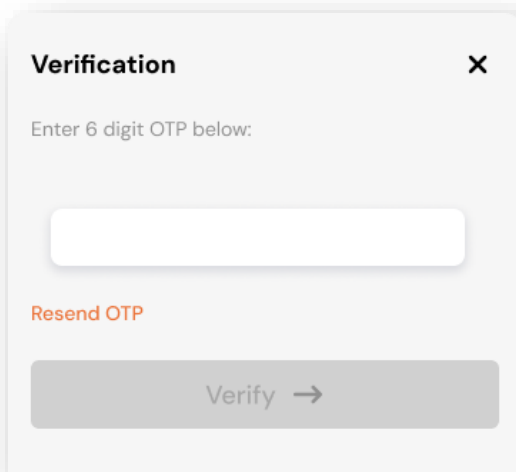 Verification
Enter 6 digit OTP below:
Resend OTP
Verify